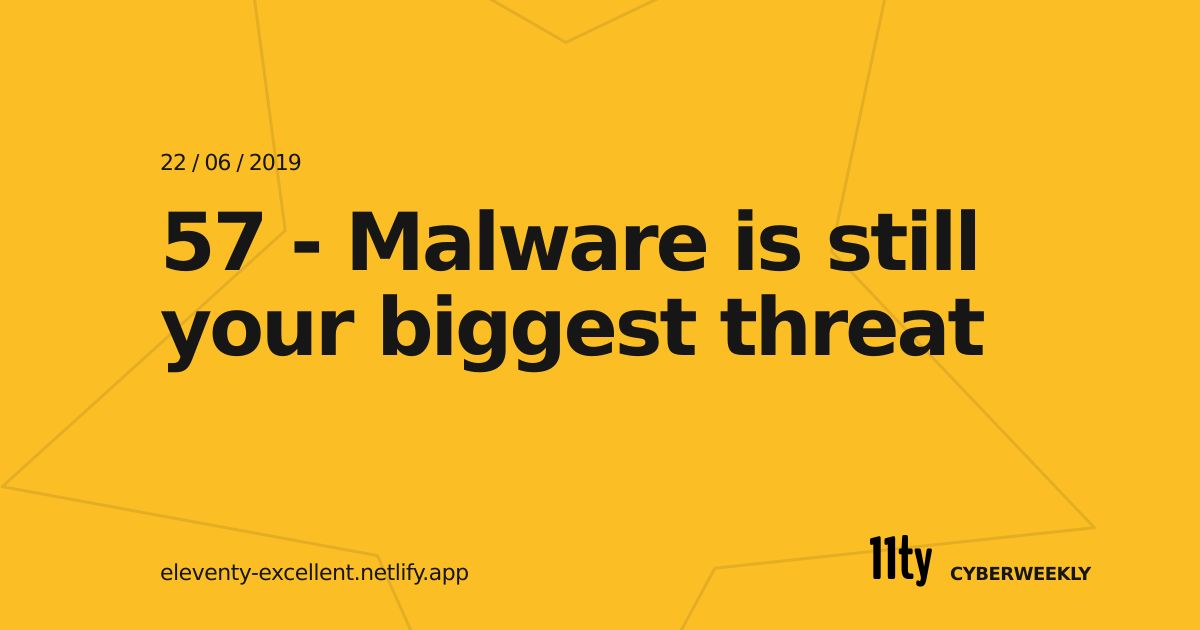 22 / 06 / 2019
57 - Malware is still
your biggest threat
eleventy-excellent.netlify.app
11ty CYBERWEEKLY